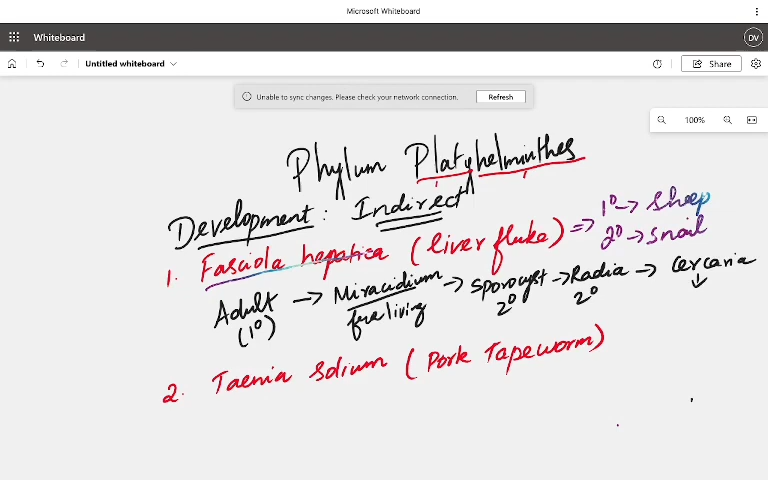 Microsoft Whiteboard
Whiteboard
DV
Untitled whiteboard
Share
Unable to sync changes. Please check your network connection.
Refresh
100%
Phylum Platyhelminthes
Development : Indirect
1. Fasciola hepatica (liver fluke) => 1° -> Sheep
2° -> Snail
Adult -> Miracidium -> Sporocyst -> Radia -> Cercaria
(1°) free living 2° 2° ↓
2. Taenia Solium (Pork Tapeworm)